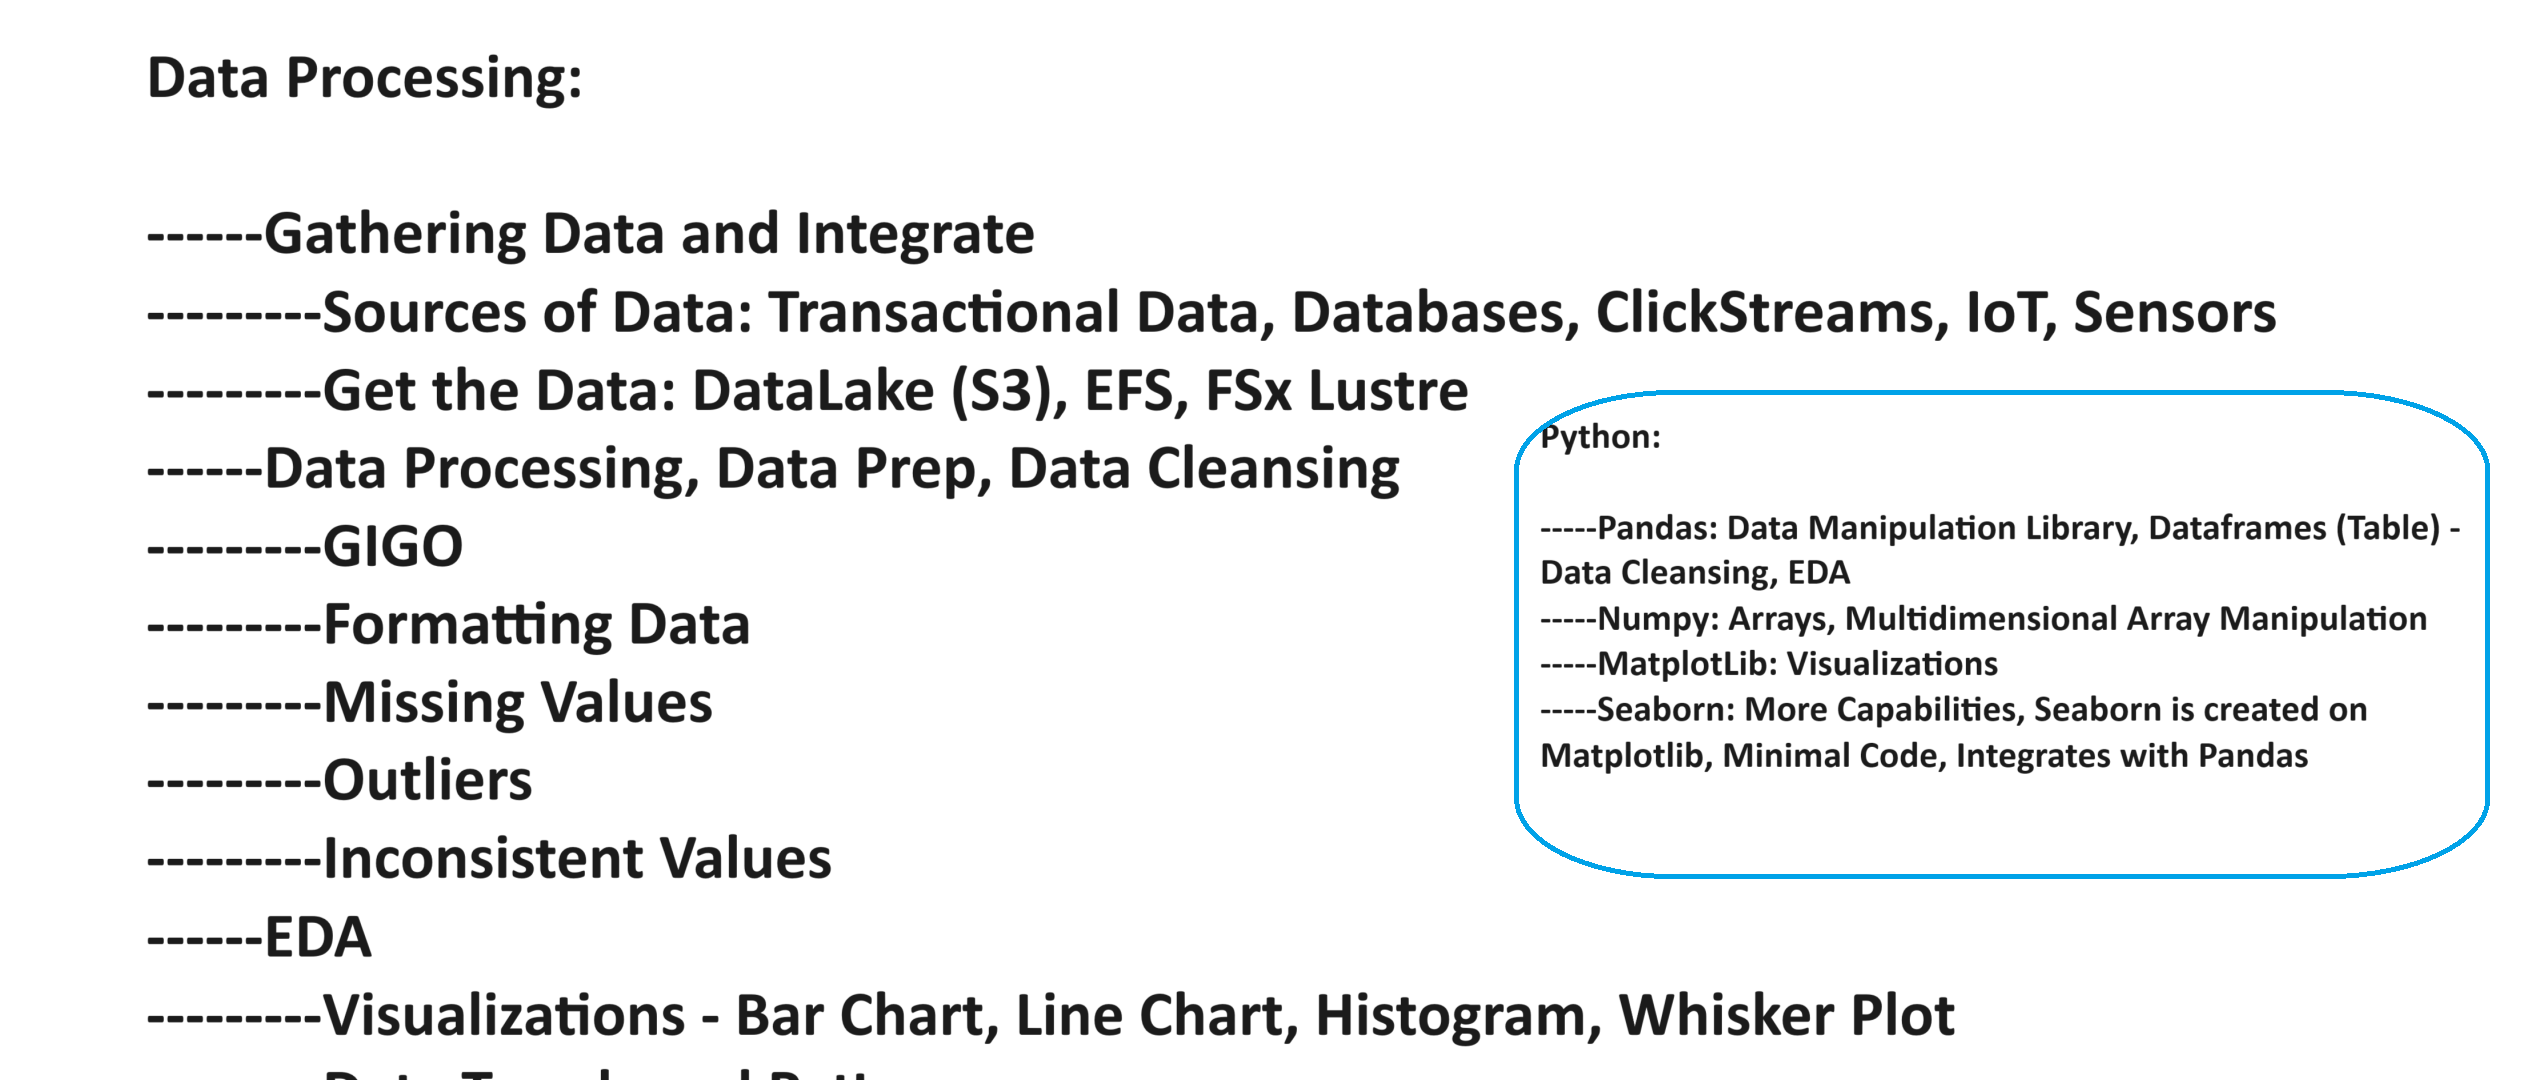 Data Processing:
------Gathering Data and Integrate
---------Sources of Data: Transactional Data, Databases, ClickStreams, IoT, Sensors
---------Get the Data: DataLake (S3), EFS, FSx Lustre
------Data Processing, Data Prep, Data Cleansing
---------GIGO
---------Formatting Data
---------Missing Values
---------Outliers
---------Inconsistent Values
------EDA
---------Visualizations - Bar Chart, Line Chart, Histogram, Whisker Plot
Python:
-----Pandas: Data Manipulation Library, Dataframes (Table) -
Data Cleansing, EDA
-----Numpy: Arrays, Multidimensional Array Manipulation
-----MatplotLib: Visualizations
-----Seaborn: More Capabilities, Seaborn is created on
Matplotlib, Minimal Code, Integrates with Pandas